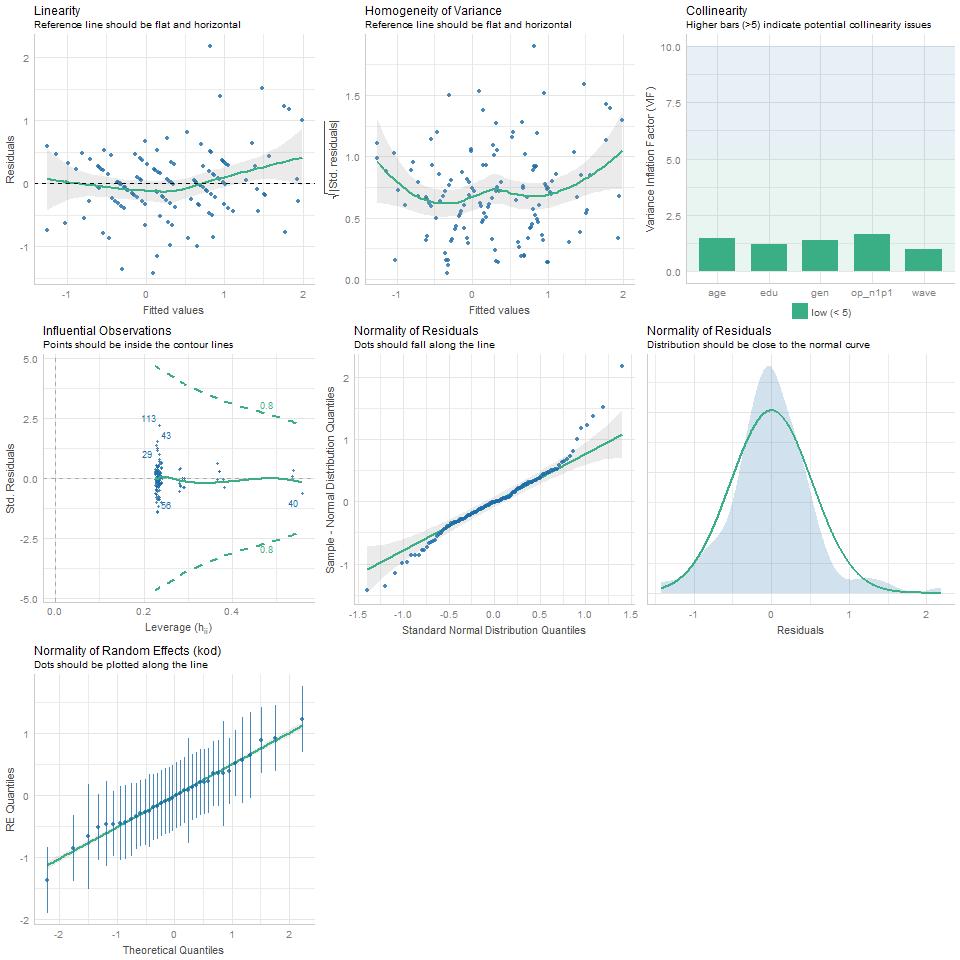 Linearity
Reference line should be flat and horizontal
Residuals
2
1
0
-1
-1
0
1
2
Fitted values
Homogeneity of Variance
Reference line should be flat and horizontal
√|Std. residuals|
1.5
1.0
0.5
0.0
-1
0
1
2
Fitted values
Collinearity
Higher bars (>5) indicate potential collinearity issues
Variance Inflation Factor (VIF)
10.0
7.5
5.0
2.5
0.0
age
edu
gen
op_n1p1
wave
low (< 5)
Influential Observations
Points should be inside the contour lines
Std. Residuals
5.0
2.5
0.0
-2.5
-5.0
0.8
113
43
29
56
40
0.8
0.0
0.2
0.4
Leverage (hii)
Normality of Residuals
Dots should fall along the line
Sample - Normal Distribution Quantiles
2
1
0
-1
-1.5
-1.0
-0.5
0.0
0.5
1.0
1.5
Standard Normal Distribution Quantiles
Normality of Residuals
Distribution should be close to the normal curve
-1
0
1
2
Residuals
Normality of Random Effects (kod)
Dots should be plotted along the line
RE Quantiles
1
0
-1
-2
-2
-1
0
1
2
Theoretical Quantiles